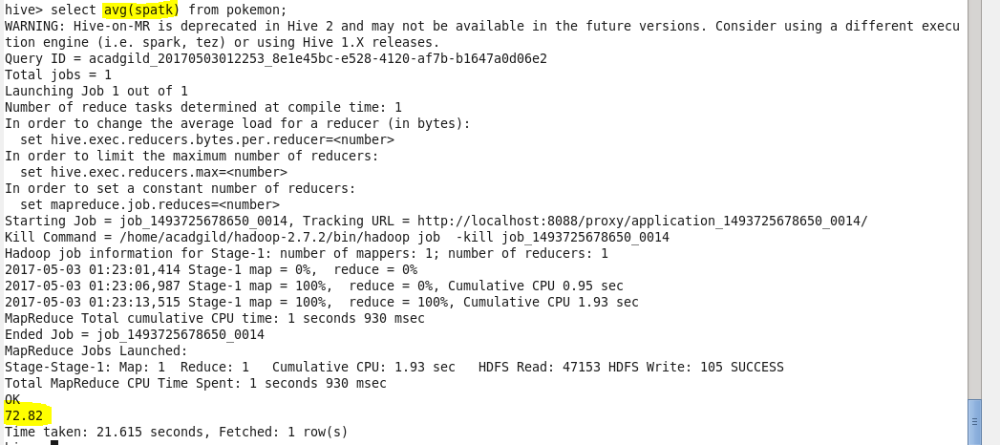 hive> select avg(spatk) from pokemon;
WARNING: Hive-on-MR is deprecated in Hive 2 and may not be available in the future versions. Consider using a different execu
tion engine (i.e. spark, tez) or using Hive 1.X releases.
Query ID = acadgild_20170503012253_8e1e45bc-e528-4120-af7b-b1647a0d06e2
Total jobs = 1
Launching Job 1 out of 1
Number of reduce tasks determined at compile time: 1
In order to change the average load for a reducer (in bytes):
  set hive.exec.reducers.bytes.per.reducer=<number>
In order to limit the maximum number of reducers:
  set hive.exec.reducers.max=<number>
In order to set a constant number of reducers:
  set mapreduce.job.reduces=<number>
Starting Job = job_1493725678650_0014, Tracking URL = http://localhost:8088/proxy/application_1493725678650_0014/
Kill Command = /home/acadgild/hadoop-2.7.2/bin/hadoop job  -kill job_1493725678650_0014
Hadoop job information for Stage-1: number of mappers: 1; number of reducers: 1
2017-05-03 01:23:01,414 Stage-1 map = 0%,  reduce = 0%
2017-05-03 01:23:06,987 Stage-1 map = 100%,  reduce = 0%, Cumulative CPU 0.95 sec
2017-05-03 01:23:13,515 Stage-1 map = 100%,  reduce = 100%, Cumulative CPU 1.93 sec
MapReduce Total cumulative CPU time: 1 seconds 930 msec
Ended Job = job_1493725678650_0014
MapReduce Jobs Launched:
Stage-Stage-1: Map: 1  Reduce: 1   Cumulative CPU: 1.93 sec   HDFS Read: 47153 HDFS Write: 105 SUCCESS
Total MapReduce CPU Time Spent: 1 seconds 930 msec
OK
72.82
Time taken: 21.615 seconds, Fetched: 1 row(s)